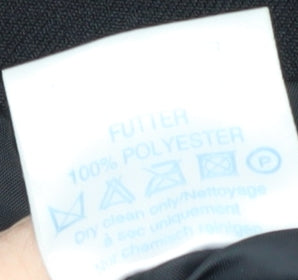 FUTTER
100% POLYESTER
P
Dry clean only/Nettoyage
à sec uniquement
Nur chemisch reinigen